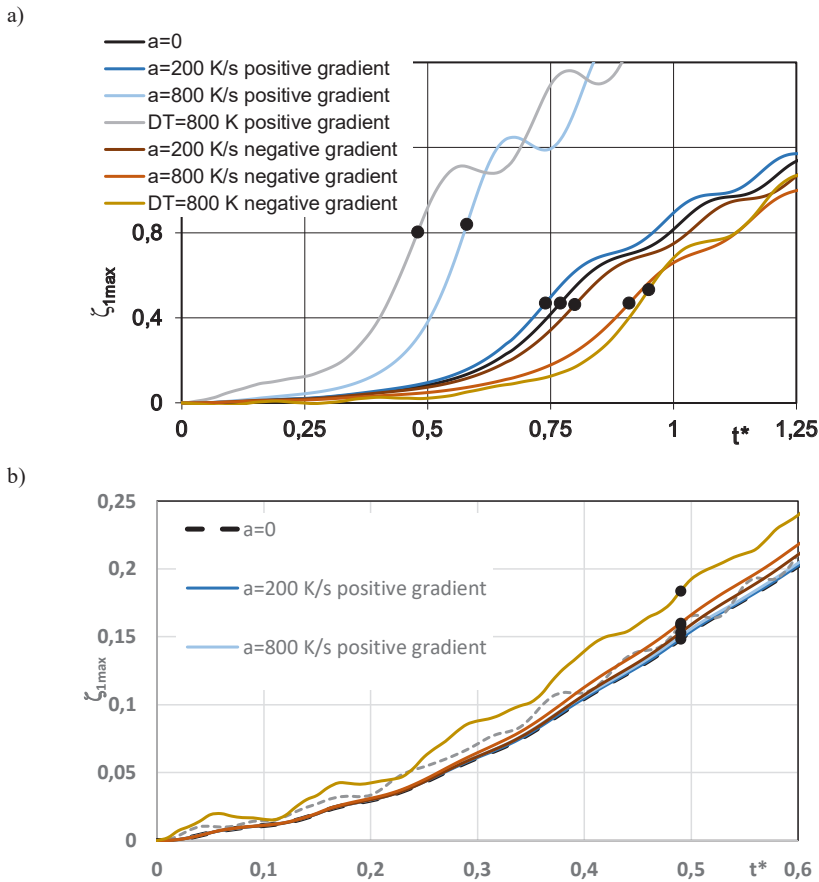 a)
a=0
a=200 K/s positive gradient
a=800 K/s positive gradient
DT=800 K positive gradient
a=200 K/s negative gradient
a=800 K/s negative gradient
DT=800 K negative gradient
0,8
0,4
0
ζ1max
0 0,25 0,5 0,75 1 t* 1,25
b)
0,25
0,2
0,15
0,1
0,05
0
ζ1max
a=0
a=200 K/s positive gradient
a=800 K/s positive gradient
0 0,1 0,2 0,3 0,4 0,5 t* 0,6